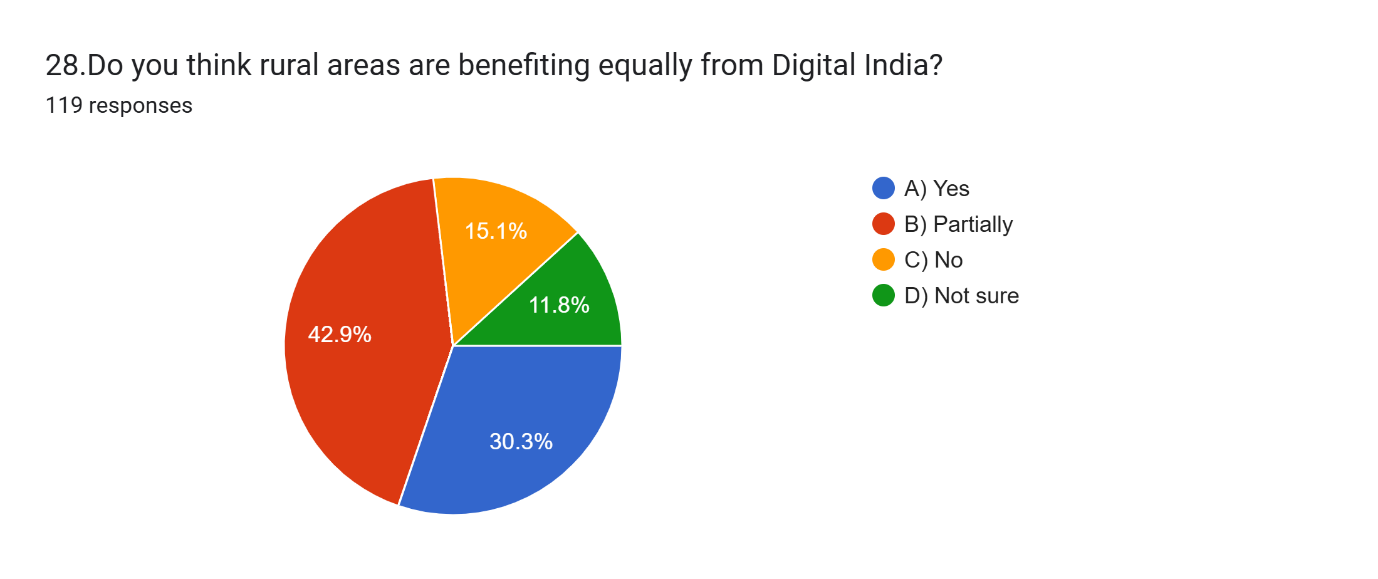 28.Do you think rural areas are benefiting equally from Digital India?
119 responses
15.1%
11.8%
42.9%
30.3%
A) Yes
B) Partially
C) No
D) Not sure